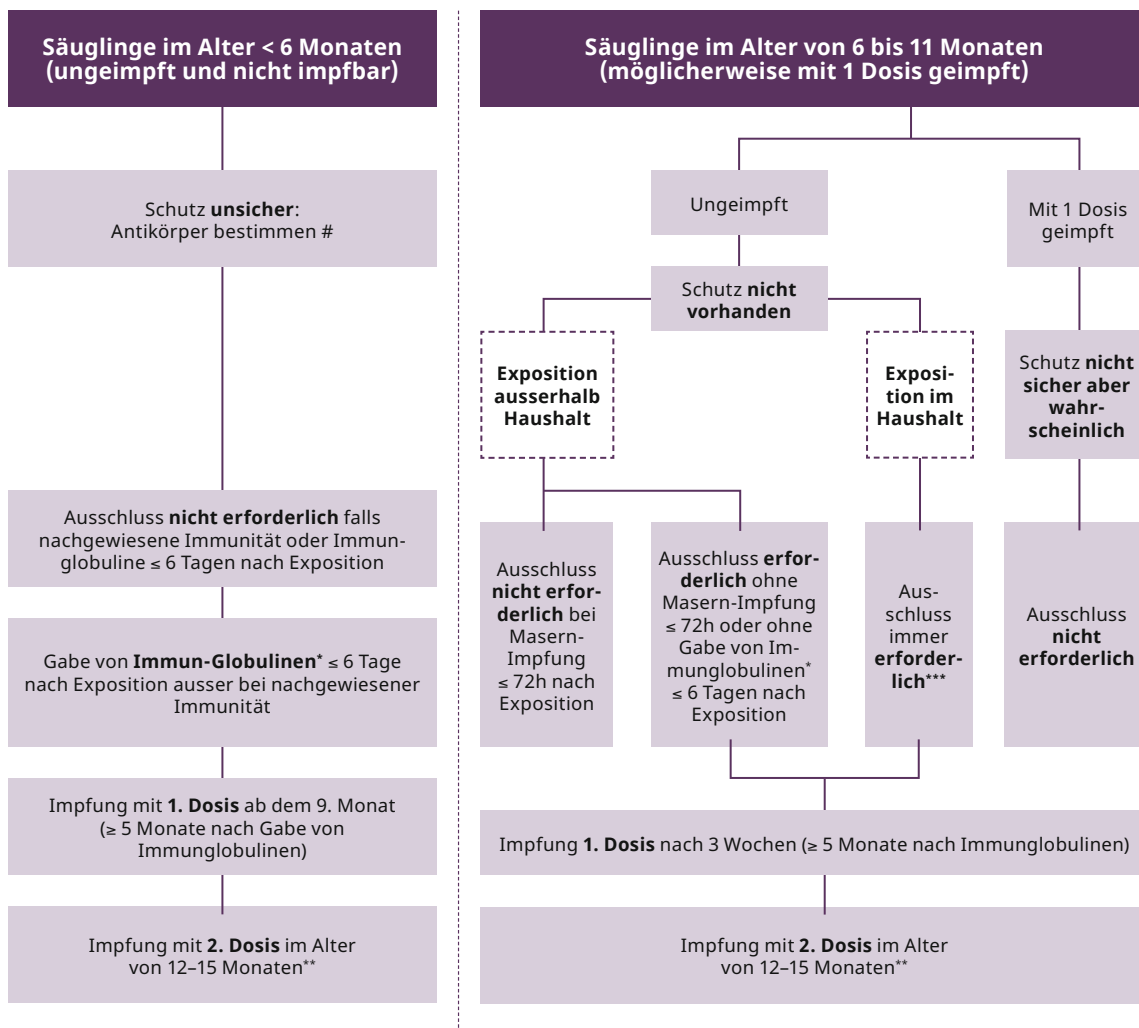 Säuglinge im Alter < 6 Monaten
(ungeimpft und nicht impfbar)
Schutz unsicher:
Antikörper bestimmen #
Ausschluss nicht erforderlich falls
nachgewiesene Immunität oder Immun-
globuline ≤ 6 Tagen nach Exposition
Gabe von Immun-Globulinen* ≤ 6 Tage
nach Exposition ausser bei nachgewiesener
Immunität
Impfung mit 1. Dosis ab dem 9. Monat
(≥ 5 Monate nach Gabe von
Immunglobulinen)
Impfung mit 2. Dosis im Alter
von 12–15 Monaten**
Säuglinge im Alter von 6 bis 11 Monaten
(möglicherweise mit 1 Dosis geimpft)
Ungeimpft
Mit 1 Dosis
geimpft
Schutz nicht
vorhanden
Exposition
ausserhalb
Haushalt
Exposi-
tion im
Haushalt
Schutz nicht
sicher aber
wahr-
scheinlich
Ausschluss
nicht erfor-
derlich bei
Masern-
Impfung
≤ 72h nach
Exposition
Ausschluss erfor-
derlich ohne
Masern-Impfung
≤ 72h oder ohne
Gabe von Im-
munglobulinen*
≤ 6 Tagen nach
Exposition
Aus-
schluss
immer
erforder-
lich***
Ausschluss
nicht
erforderlich
Impfung 1. Dosis nach 3 Wochen (≥ 5 Monate nach Immunglobulinen)
Impfung mit 2. Dosis im Alter
von 12–15 Monaten**